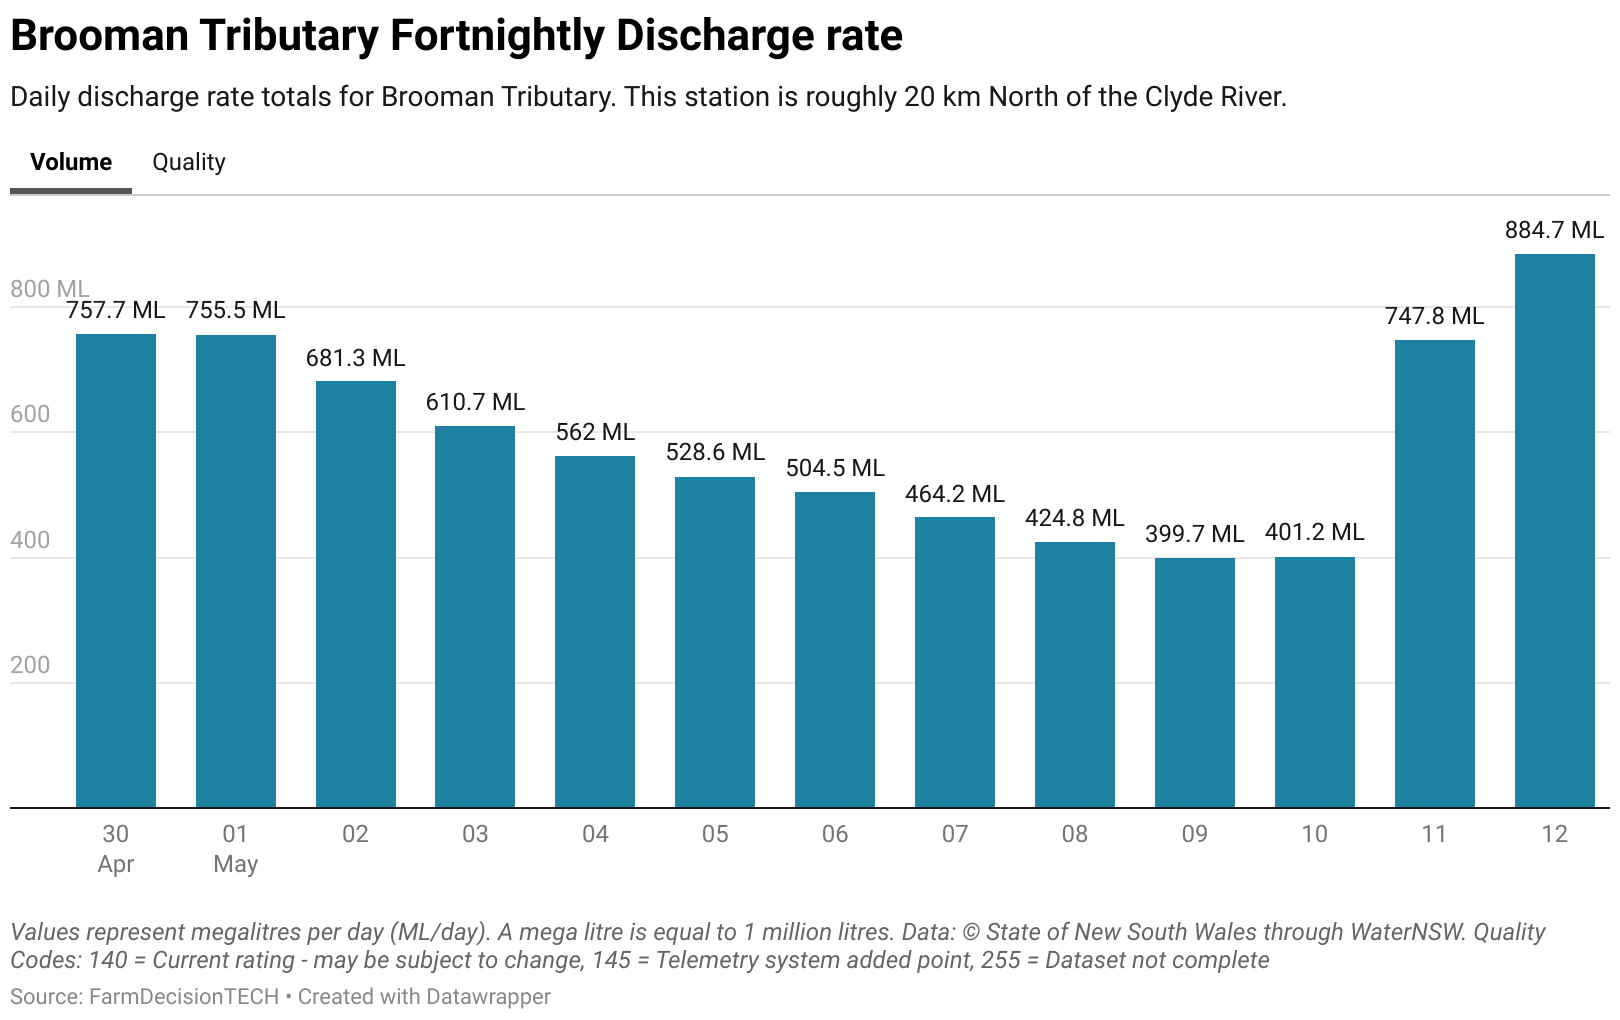 Brooman Tributary Fortnightly Discharge rate
Daily discharge rate totals for Brooman Tributary. This station is roughly 20 km North of the Clyde River.
Volume Quality
884.7 ML
800 ML
757.7 ML 755.5 ML
747.8 ML
681.3 ML
610.7 ML
600
562 ML
528.6 ML
504.5 ML
464.2 ML
424.8 ML
399.7 ML 401.2 ML
400
200
30 01 02 03 04 05 06 07 08 09 10 11 12
Apr May
Values represent megalitres per day (ML/day). A mega litre is equal to 1 million litres. Data: © State of New South Wales through WaterNSW. Quality
Codes: 140 = Current rating - may be subject to change, 145 = Telemetry system added point, 255 = Dataset not complete
Source: FarmDecisionTECH • Created with Datawrapper